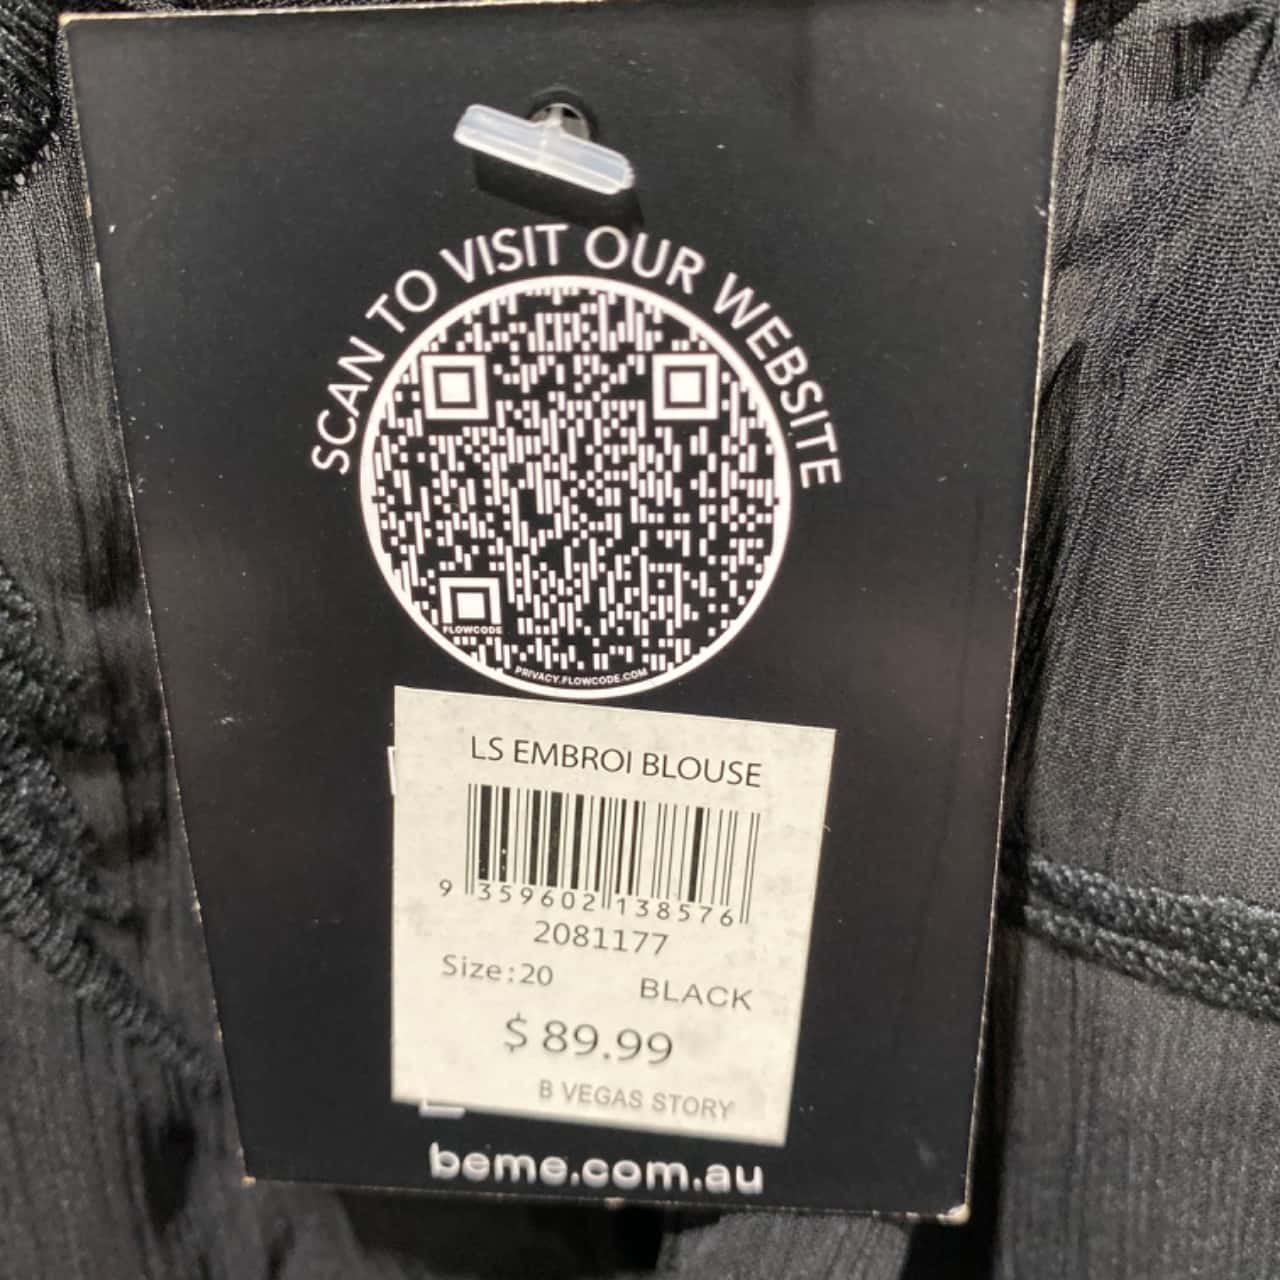 SCAN TO VISIT OUR WEBSITE
FLOWCODE
PRIVACY.FLOWCODE.COM
LS EMBROI BLOUSE
9 359602 138576
2081177
Size:20 BLACK
$ 89.99
B VEGAS STORY
beme.com.au